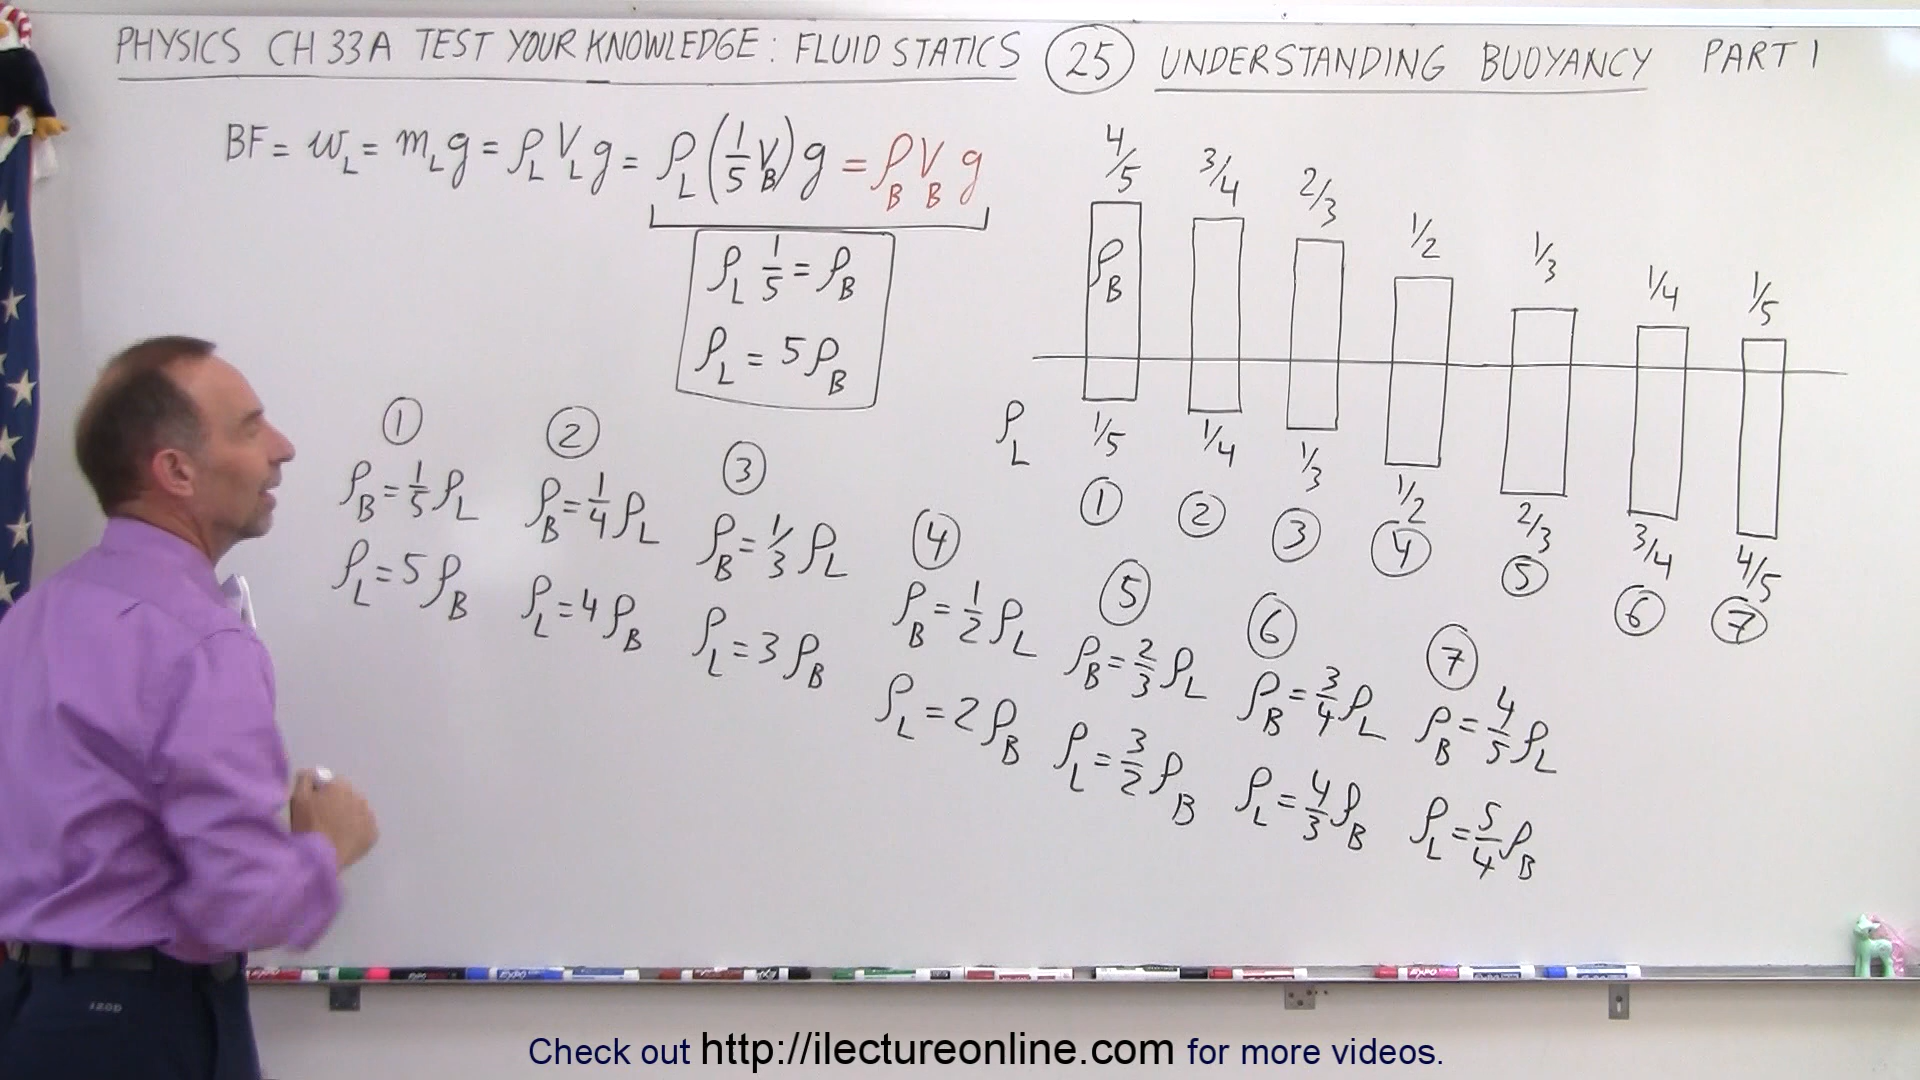 PHYSICS CH 33A TEST YOUR KNOWLEDGE: FLUID STATICS (25) UNDERSTANDING BUOYANCY PART 1
BF = w_L = m_L g = ρ_L V_L g = ρ_L (1/5 V_B) g = ρ_B V_B g
ρ_L 1/5 = ρ_B
ρ_L = 5 ρ_B
4/5 3/4 2/3 1/2 1/3 1/4 1/5
ρ_B
ρ_L
1/5 1/4 1/3 1/2 2/3 3/4 4/5
① ② ③ ④ ⑤ ⑥ ⑦
①
ρ_B = 1/5 ρ_L
ρ_L = 5 ρ_B
②
ρ_B = 1/4 ρ_L
ρ_L = 4 ρ_B
③
ρ_B = 1/3 ρ_L
ρ_L = 3 ρ_B
④
ρ_B = 1/2 ρ_L
ρ_L = 2 ρ_B
⑤
ρ_B = 2/3 ρ_L
ρ_L = 3/2 ρ_B
⑥
ρ_B = 3/4 ρ_L
ρ_L = 4/3 ρ_B
⑦
ρ_B = 4/5 ρ_L
ρ_L = 5/4 ρ_B
IZOD
EXPO
Check out http://ilectureonline.com for more videos.